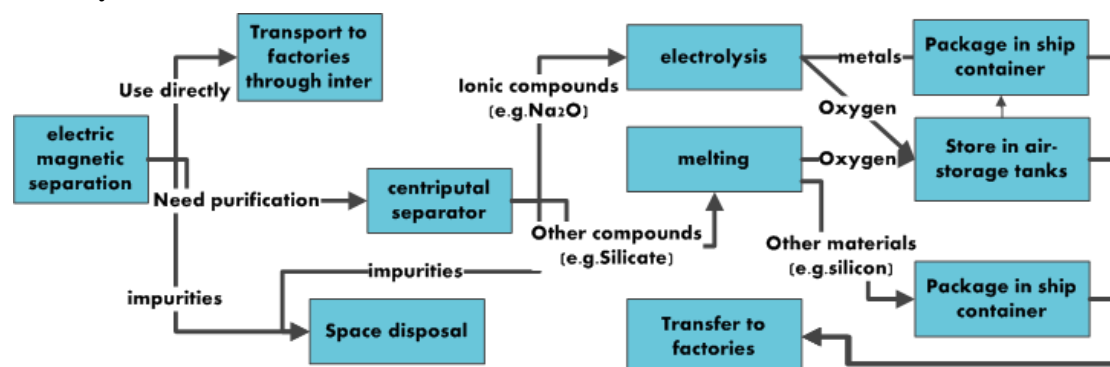 Transport to
factories
through inter
Use directly
electric
magnetic
separation
Need purification
centriputal
separator
impurities
impurities
Space disposal
Ionic compounds
(e.g.Na₂O)
electrolysis
metals
Package in ship
container
Oxygen
melting
Oxygen
Store in air-
storage tanks
Other compounds
(e.g.Silicate)
Other materials
(e.g.silicon)
Package in ship
container
Transfer to
factories